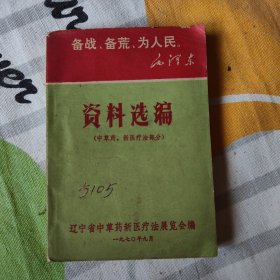 备战、备荒、为人民。
毛泽东
资料选编
（中草药、新医疗法部分）
5105
辽宁省中草药新医疗法展览会编
一九七〇年九月